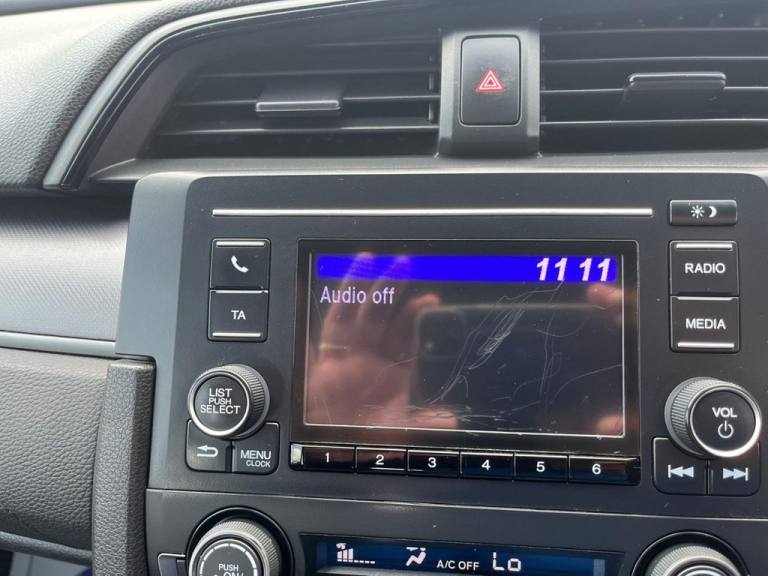 11 11
Audio off
TA
RADIO
MEDIA
LIST
PUSH
SELECT
MENU
CLOCK
VOL
1 2 3 4 5 6
A/C OFF Lo
PUSH
ON/